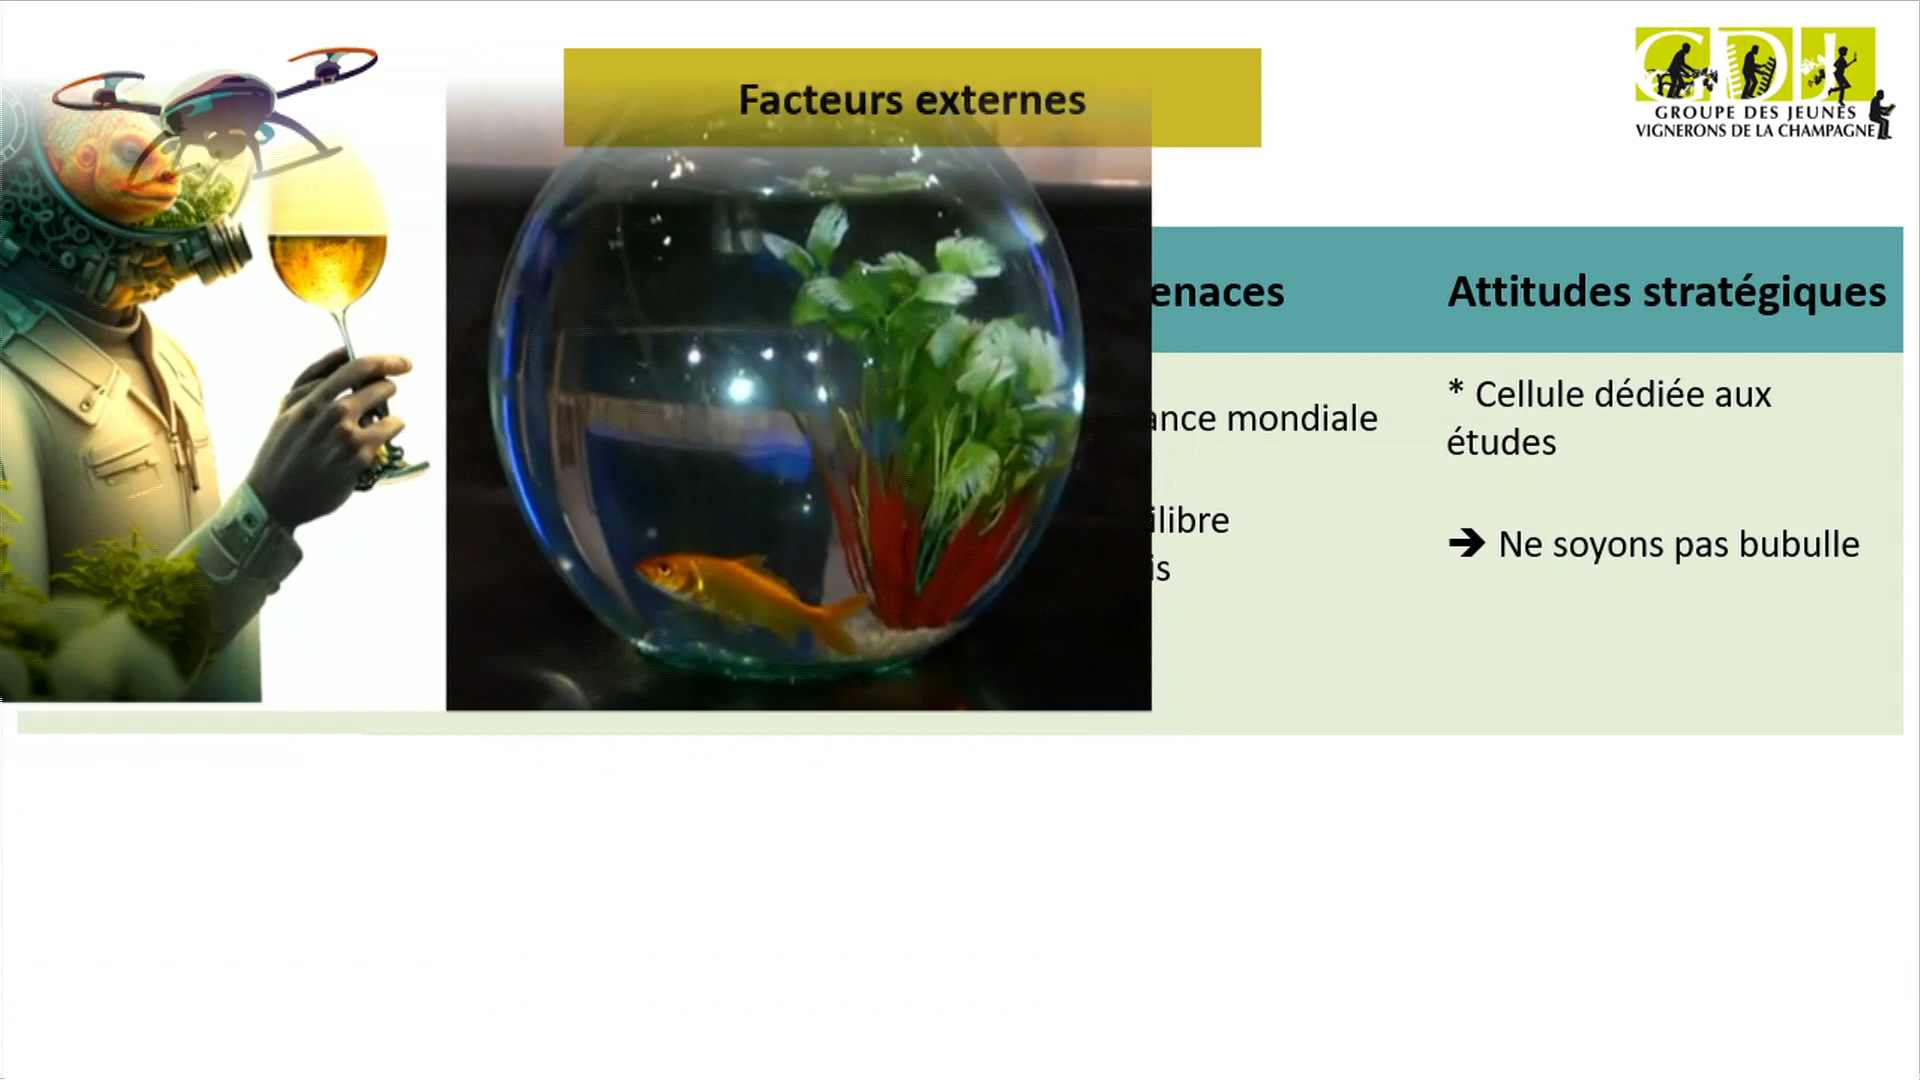 Facteurs externes
GDJ
GROUPE DES JEUNES
VIGNERONS DE LA CHAMPAGNE
enaces
Attitudes stratégiques
ance mondiale
ilibre
is
* Cellule dédiée aux
études
➔ Ne soyons pas bubulle